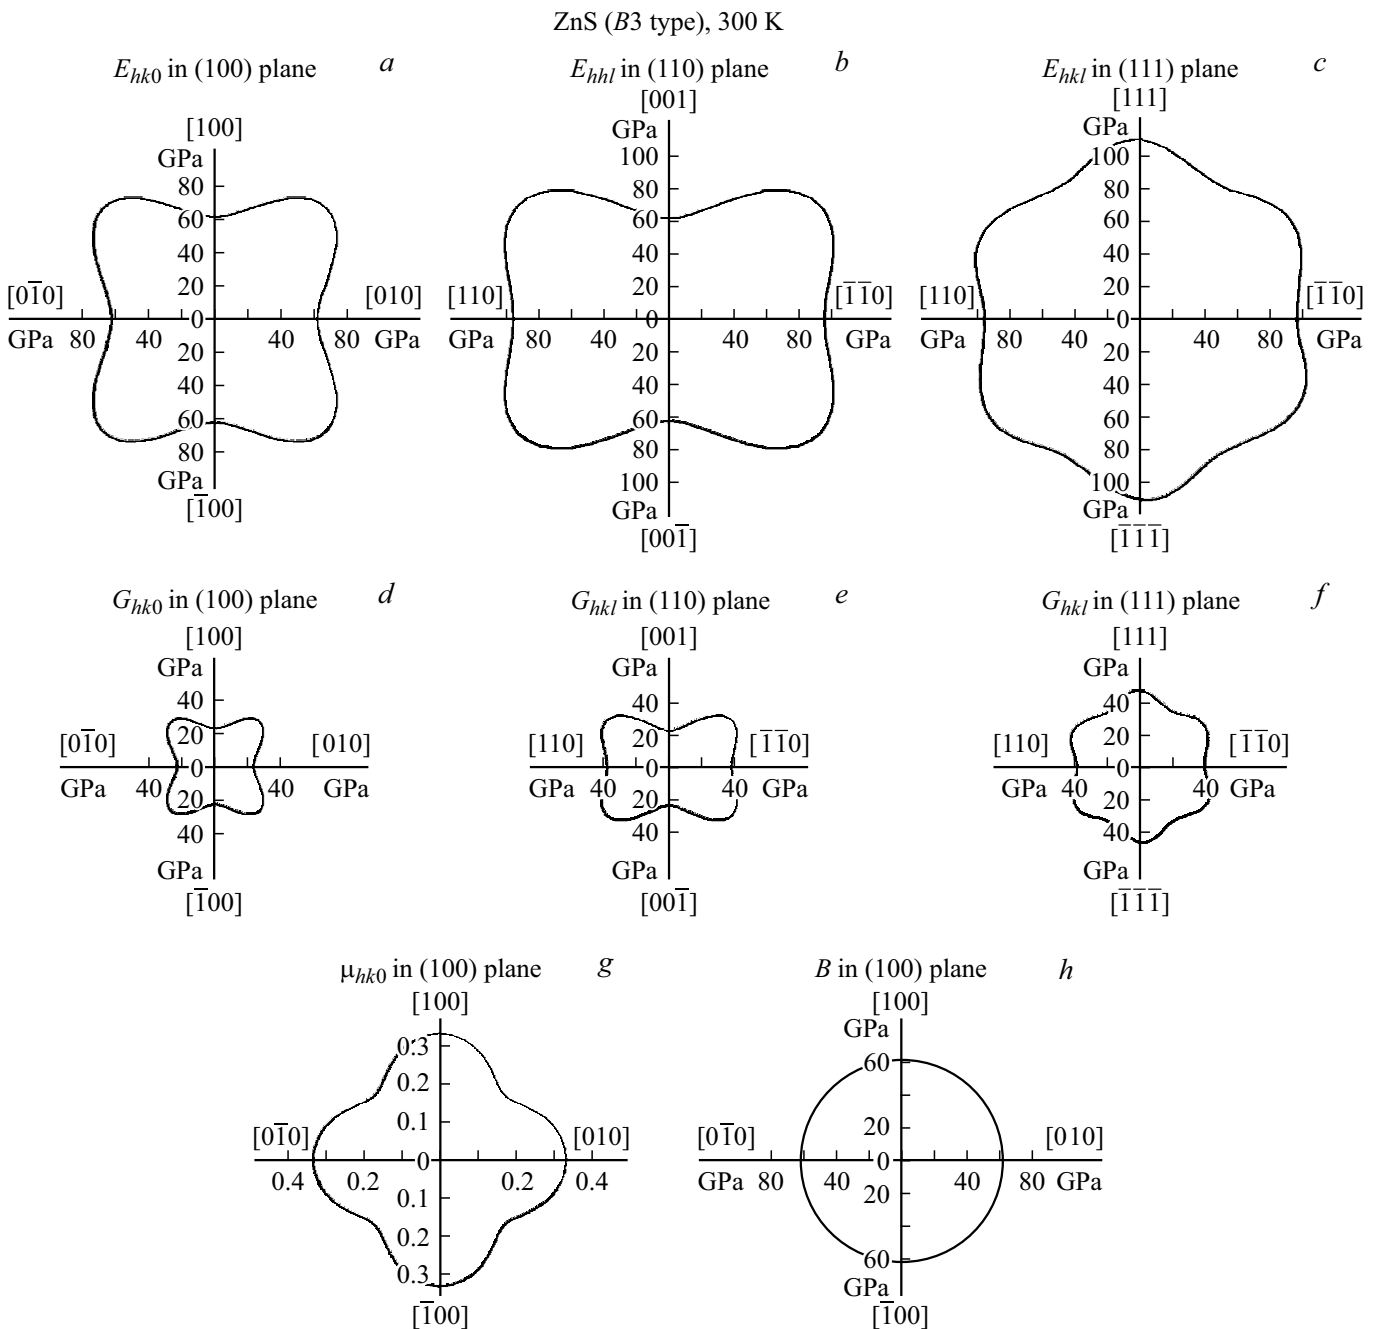 ZnS (B3 type), 300 K
E_hk0 in (100) plane a
[100]
GPa
80
60
40
20
0
[01̄0] [010]
GPa 80 40 40 80 GPa
20
40
60
80
GPa
[1̄00]
E_hhl in (110) plane b
[001]
GPa
100
80
60
40
20
0
[110] [1̄1̄0]
GPa 80 40 40 80 GPa
20
40
60
80
100
GPa
[001̄]
E_hkl in (111) plane c
[111]
GPa
100
80
60
40
20
0
[110] [1̄1̄0]
GPa 80 40 40 80 GPa
20
40
60
80
100
GPa
[1̄1̄1̄]
G_hk0 in (100) plane d
[100]
GPa
40
20
0
[01̄0] [010]
GPa 40 40 GPa
20
40
GPa
[1̄00]
G_hkl in (110) plane e
[001]
GPa
40
20
0
[110] [1̄1̄0]
GPa 40 40 GPa
20
40
GPa
[001̄]
G_hkl in (111) plane f
[111]
GPa
40
20
0
[110] [1̄1̄0]
GPa 40 40 GPa
20
40
GPa
[1̄1̄1̄]
μ_hk0 in (100) plane g
[100]
0.3
0.2
0.1
0
[01̄0] [010]
0.4 0.2 0.2 0.4
0.1
0.2
0.3
[1̄00]
B in (100) plane h
[100]
GPa
60
20
0
[01̄0] [010]
GPa 80 40 40 80 GPa
20
60
GPa
[1̄00]